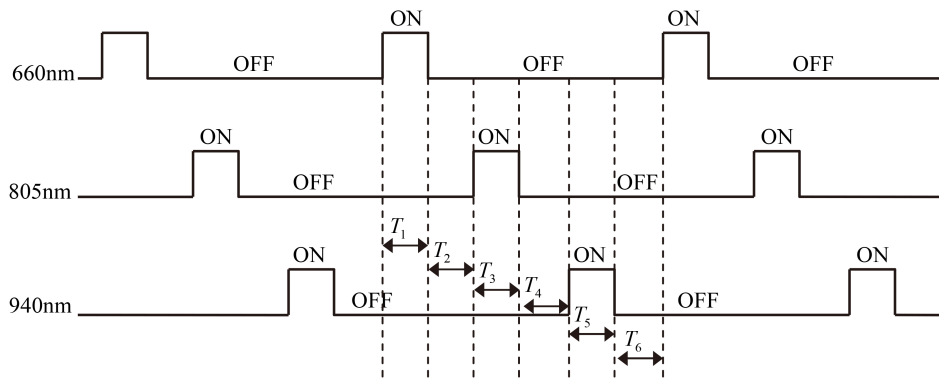 ON
660nm OFF OFF OFF
ON ON ON
805nm OFF OFF
T1
ON T2 T3 T4 ON ON
940nm OFF OFF
T5
T6
ON